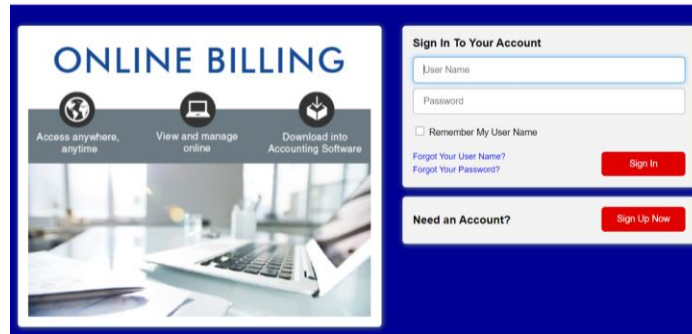 ONLINE BILLING
Access anywhere,
anytime
View and manage
online
Download into
Accounting Software
Sign In To Your Account
User Name
Password
Remember My User Name
Forgot Your User Name?
Forgot Your Password?
Sign In
Need an Account?
Sign Up Now